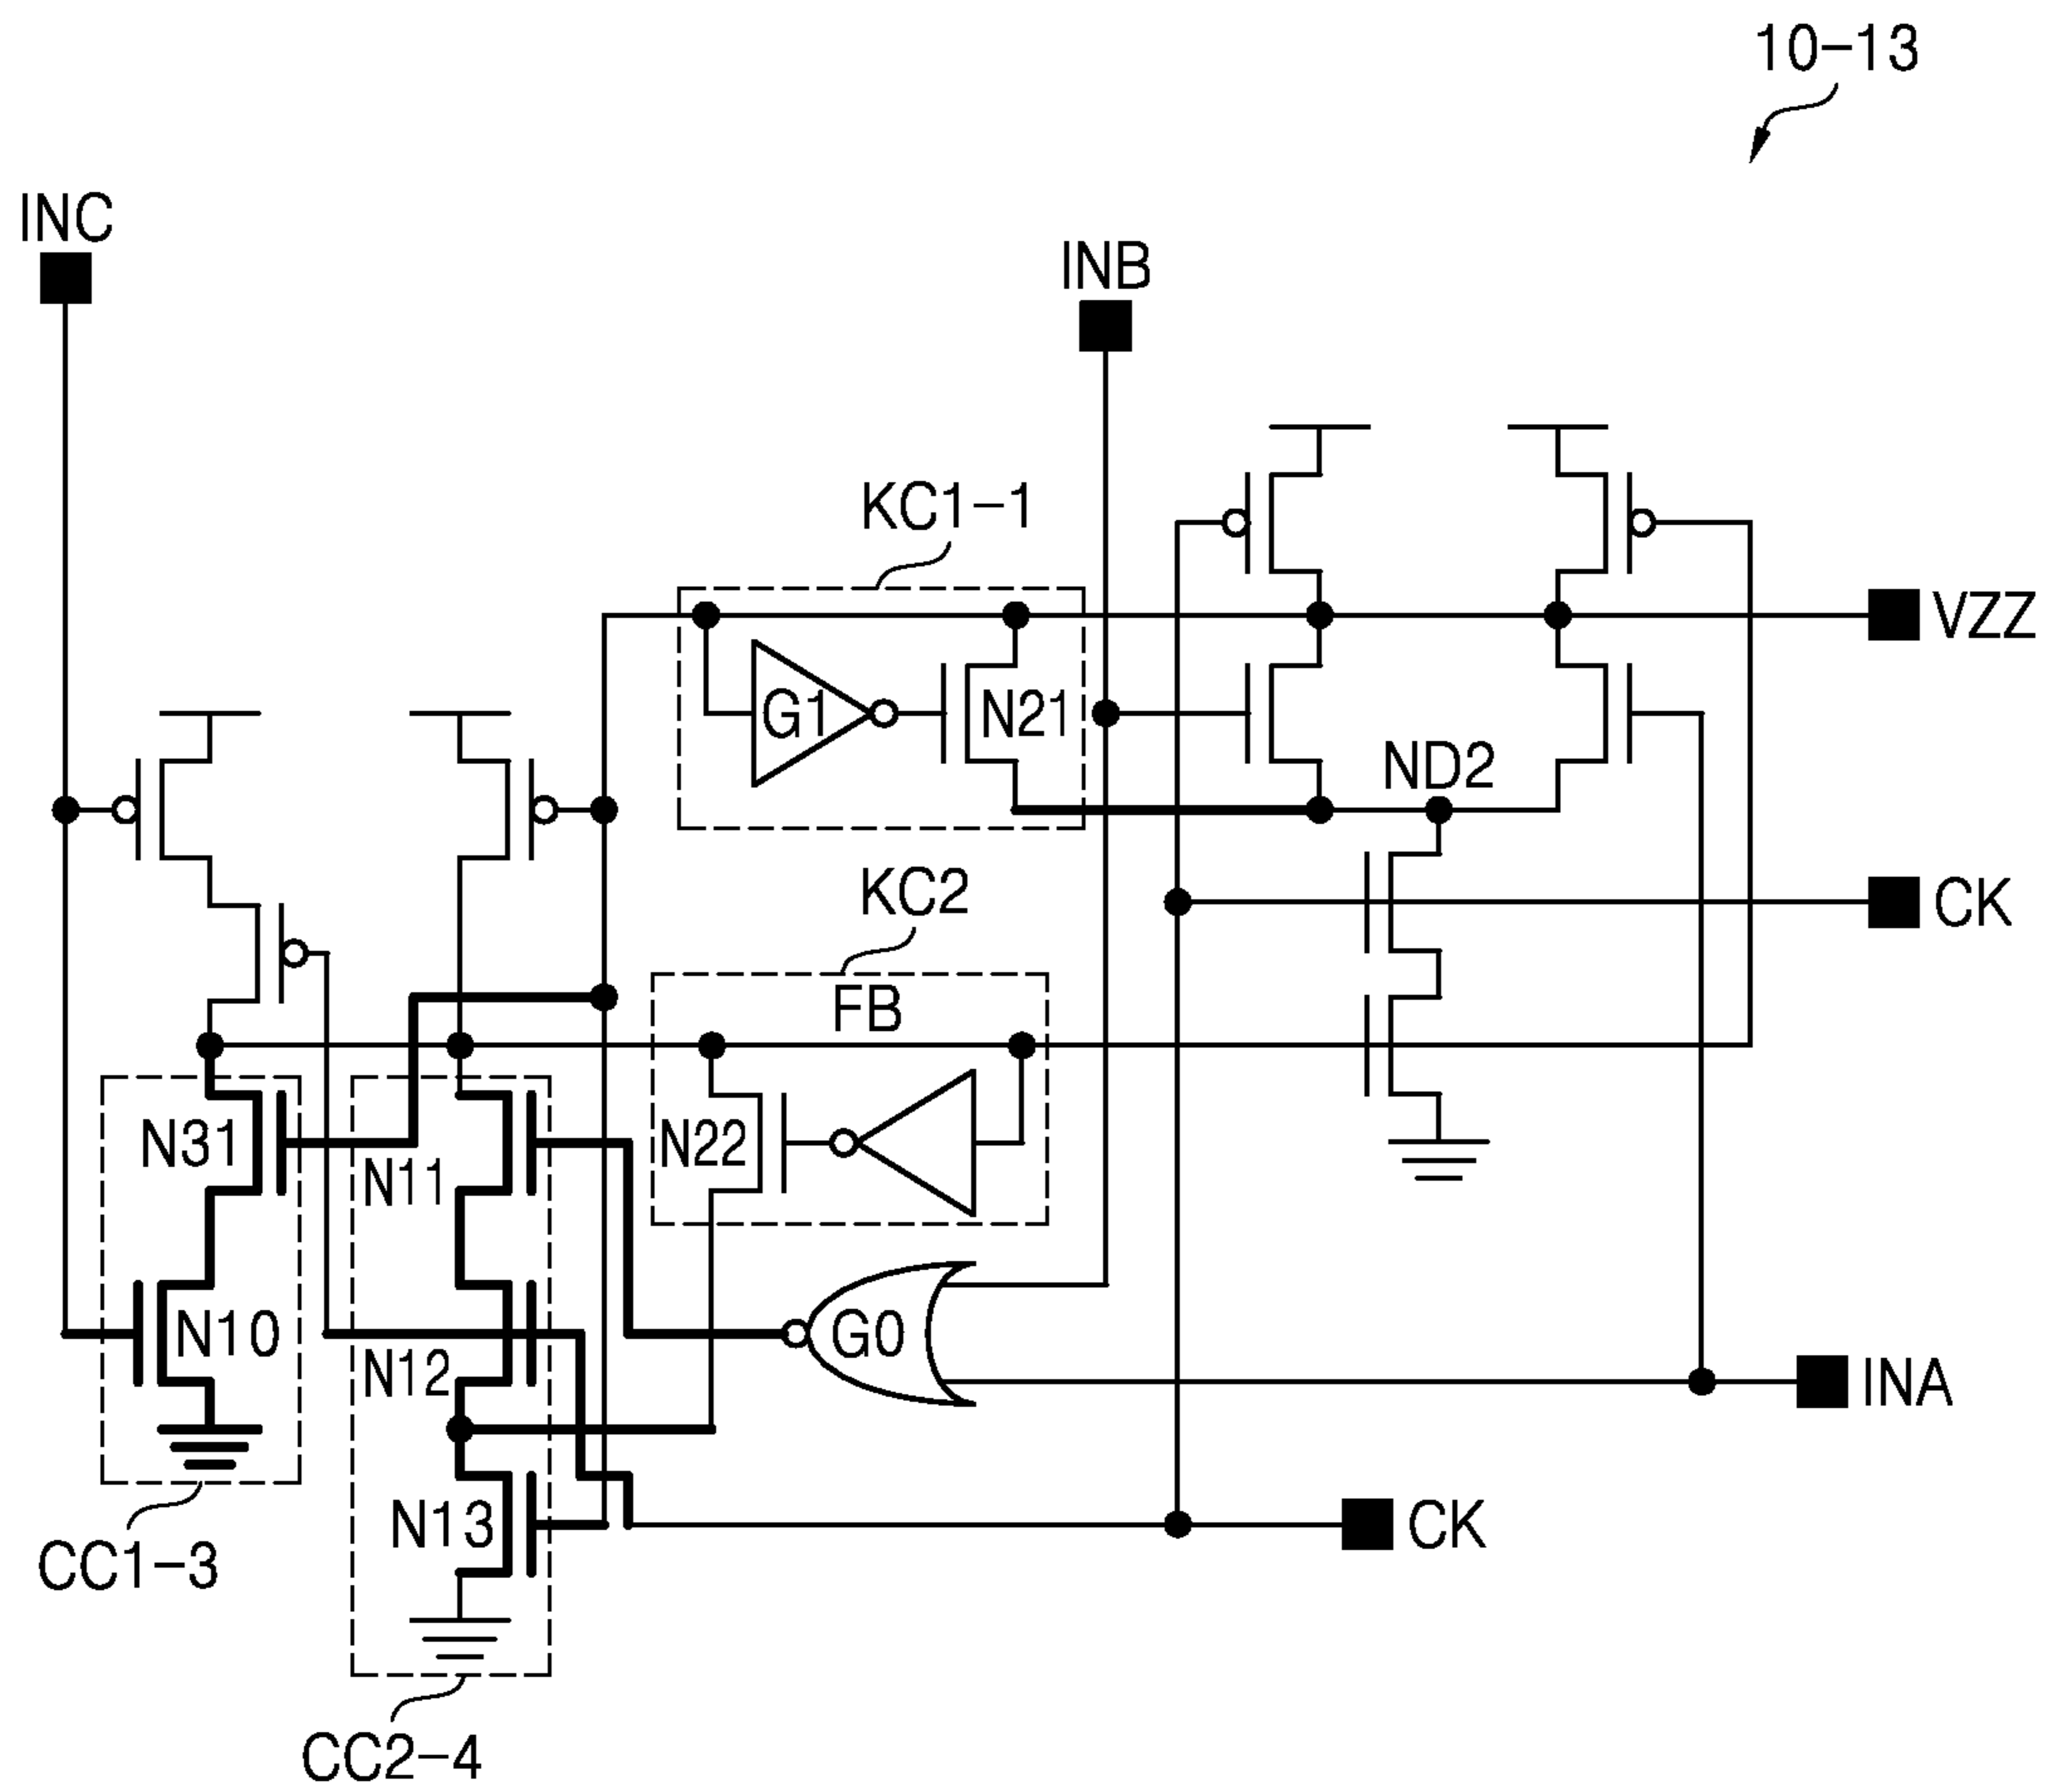 10-13
INC
INB
KC1-1
VZZ
G1
N21
ND2
KC2
CK
FB
N31
N11
N22
N10
G0
N12
INA
N13
CK
CC1-3
CC2-4